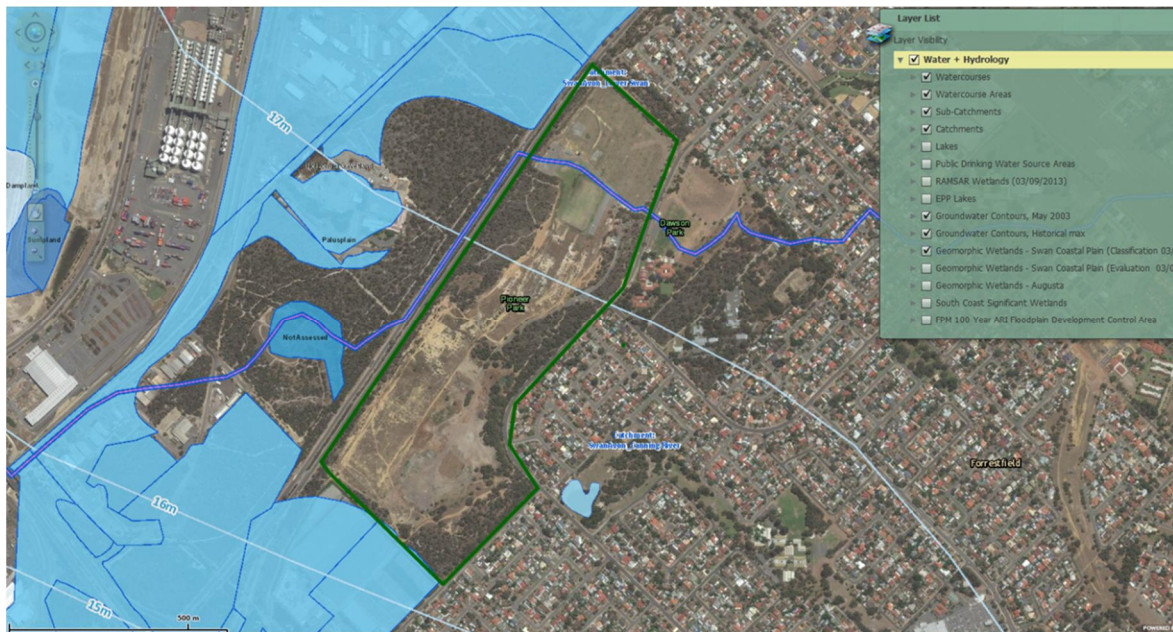 Layer List
Layer Visibility
Water + Hydrology
Watercourses
Watercourse Areas
Sub-Catchments
Catchments
Lakes
Public Drinking Water Source Areas
RAMSAR Wetlands (03/09/2013)
EPP Lakes
Groundwater Contours, May 2003
Groundwater Contours, Historical max
Geomorphic Wetlands - Swan Coastal Plain (Classification 03/
Geomorphic Wetlands - Swan Coastal Plain (Evaluation 03/0
Geomorphic Wetlands - Augusta
South Coast Significant Wetlands
FPM 100 Year ARI Floodplain Development Control Area
17m
Dampland
Palusplain
Dawson
Park
Pioneer
Park
NotAssessed
Catchment:
Forrestfield
16m
15m
500 m
POWERED